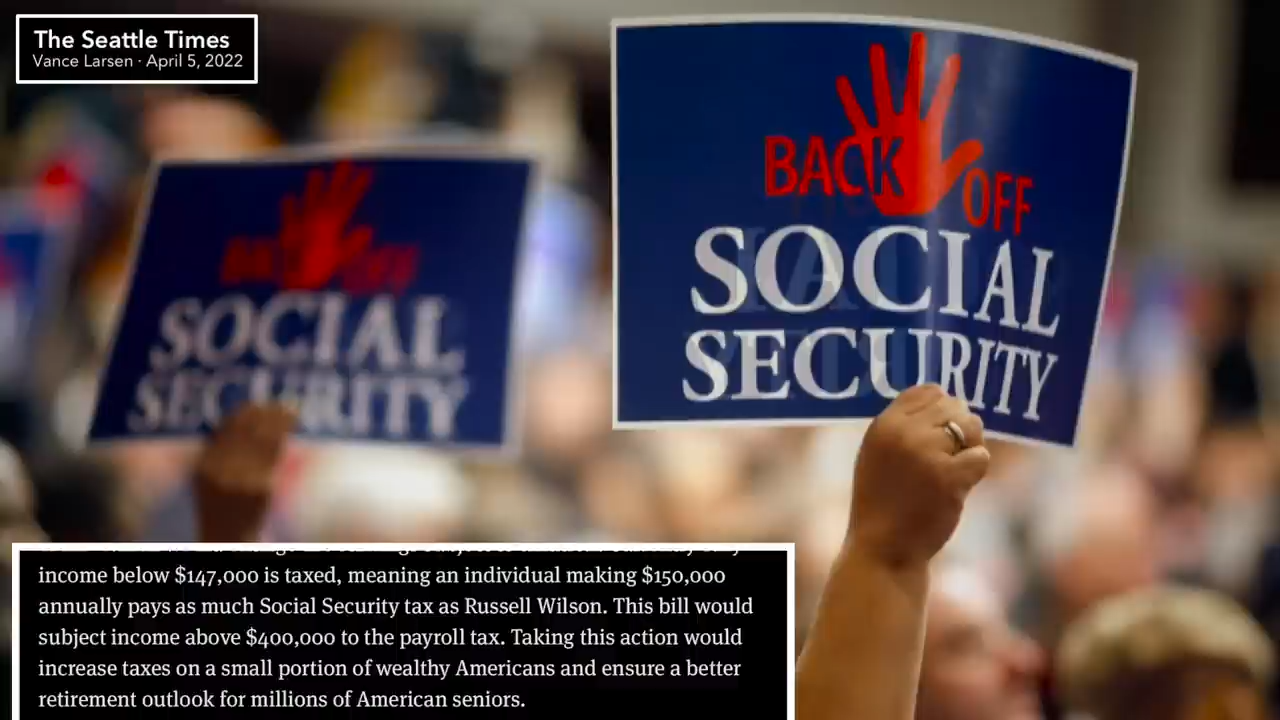 The Seattle Times
Vance Larsen · April 5, 2022
BACK OFF
SOCIAL
SECURITY
BACK OFF
SOCIAL
SECURITY
income below $147,000 is taxed, meaning an individual making $150,000
annually pays as much Social Security tax as Russell Wilson. This bill would
subject income above $400,000 to the payroll tax. Taking this action would
increase taxes on a small portion of wealthy Americans and ensure a better
retirement outlook for millions of American seniors.